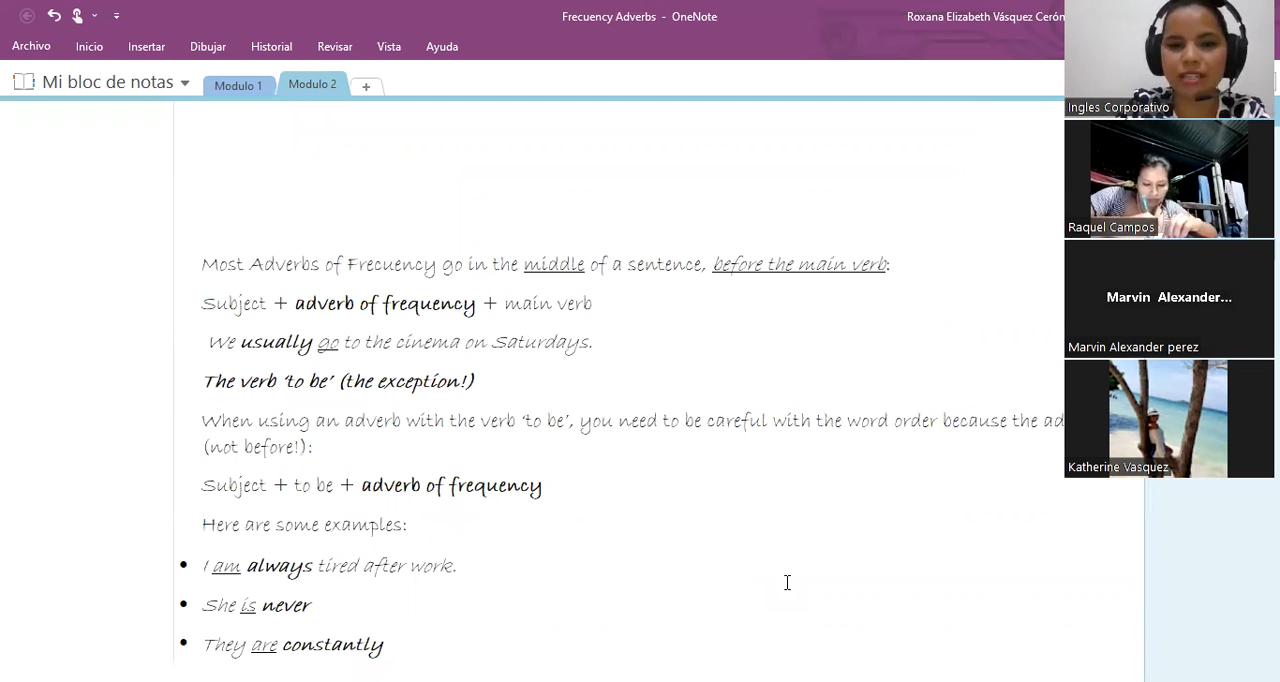 Frecuency Adverbs - OneNote
Roxana Elizabeth Vásquez Cerón
Archivo Inicio Insertar Dibujar Historial Revisar Vista Ayuda
Mi bloc de notas Modulo 1 Modulo 2 +
Ingles Corporativo
Raquel Campos
Marvin Alexander...
Marvin Alexander perez
Katherine Vasquez
Most Adverbs of Frecuency go in the middle of a sentence, before the main verb:
Subject + adverb of frequency + main verb
We usually go to the cinema on Saturdays.
The verb ‘to be’ (the exception!)
When using an adverb with the verb ‘to be’, you need to be careful with the word order because the ad
(not before!):
Subject + to be + adverb of frequency
Here are some examples:
• I am always tired after work.
• She is never
• They are constantly